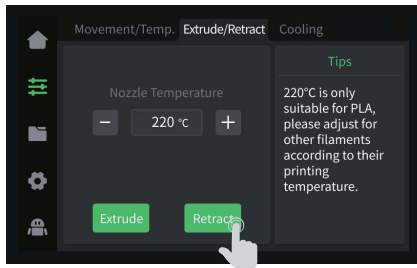 Movement/Temp. Extrude/Retract Cooling
Nozzle Temperature
− 220 °C +
Extrude Retract
Tips
220°C is only
suitable for PLA,
please adjust for
other filaments
according to their
printing
temperature.